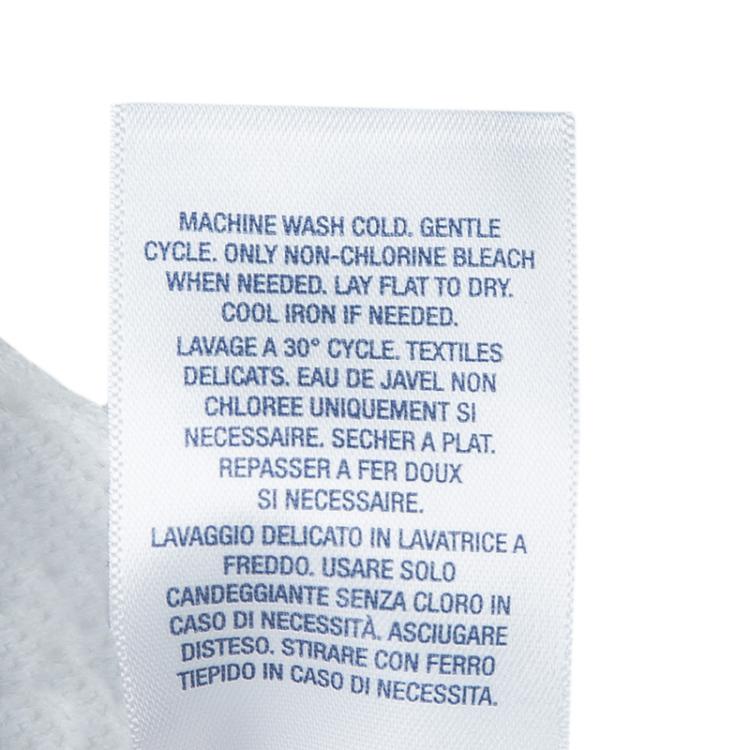 MACHINE WASH COLD. GENTLE
CYCLE. ONLY NON-CHLORINE BLEACH
WHEN NEEDED. LAY FLAT TO DRY.
COOL IRON IF NEEDED.
LAVAGE A 30° CYCLE. TEXTILES
DELICATS. EAU DE JAVEL NON
CHLOREE UNIQUEMENT SI
NECESSAIRE. SECHER A PLAT.
REPASSER A FER DOUX
SI NECESSAIRE.
LAVAGGIO DELICATO IN LAVATRICE A
FREDDO. USARE SOLO
CANDEGGIANTE SENZA CLORO IN
CASO DI NECESSITÀ. ASCIUGARE
DISTESO. STIRARE CON FERRO
TIEPIDO IN CASO DI NECESSITA.